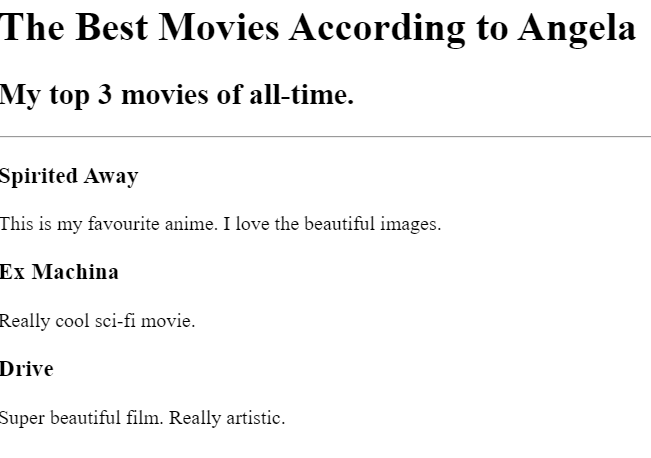 The Best Movies According to Angela
My top 3 movies of all-time.
Spirited Away
This is my favourite anime. I love the beautiful images.
Ex Machina
Really cool sci-fi movie.
Drive
Super beautiful film. Really artistic.